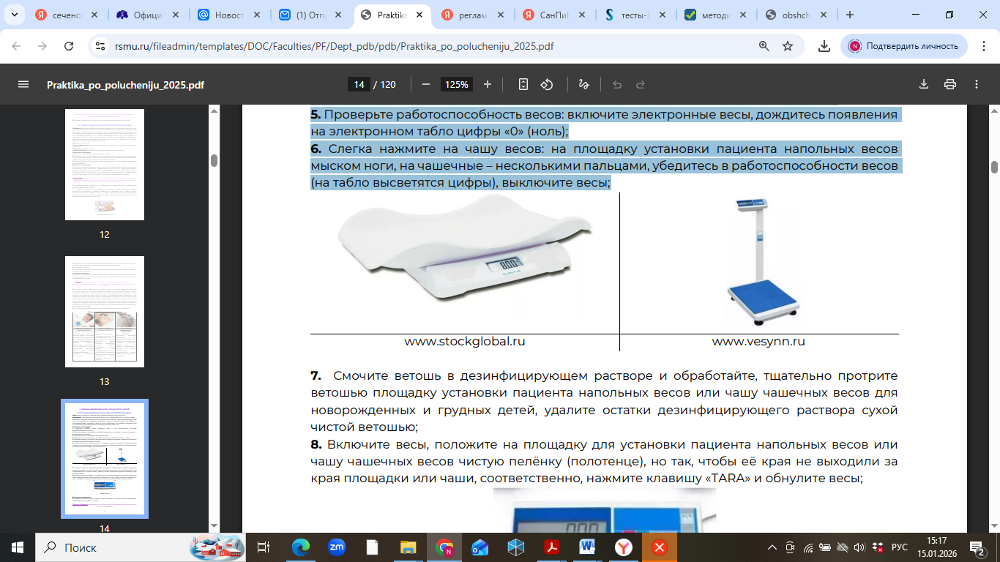 сечено
Офици
Новост
(1) Отпр
Praktika
реглам
СанПиН
тесты-У
методи
obshch
rsmu.ru/fileadmin/templates/DOC/Faculties/PF/Dept_pdb/pdb/Praktika_po_polucheniju_2025.pdf
Подтвердить личность
Praktika_po_polucheniju_2025.pdf
14 / 120
125%
5. Проверьте работоспособность весов: включите электронные весы, дождитесь появления
на электронном табло цифры «0» (ноль);
6. Слегка нажмите на чашу весов: на площадку установки пациента напольных весов
мыском ноги, на чашечные – несколькими пальцами, убедитесь в работоспособности весов
(на табло высветятся цифры), выключите весы;
12
13
14
www.stockglobal.ru
www.vesynn.ru
7. Смочите ветошь в дезинфицирующем растворе и обработайте, тщательно протрите
ветошью площадку установки пациента напольных весов или чашу чашечных весов для
новорожденных и грудных детей, удалите остатки дезинфицирующего раствора сухой
чистой ветошью;
8. Включите весы, положите на площадку для установки пациента напольных весов или
чашу чашечных весов чистую пелёнку (полотенце), но так, чтобы её края не выходили за
края площадки или чаши, соответственно, нажмите клавишу «TARA» и обнулите весы;
Поиск
zm
РУС
15:17
15.01.2026
2